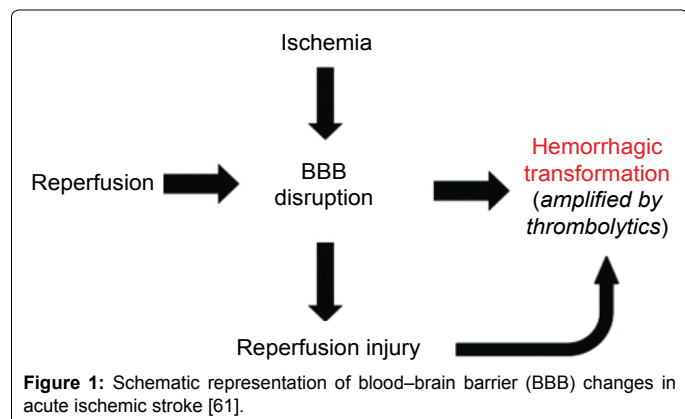 Ischemia
Reperfusion
BBB
disruption
Hemorrhagic
transformation
(amplified by
thrombolytics)
Reperfusion injury
Figure 1: Schematic representation of blood–brain barrier (BBB) changes in
acute ischemic stroke [61].